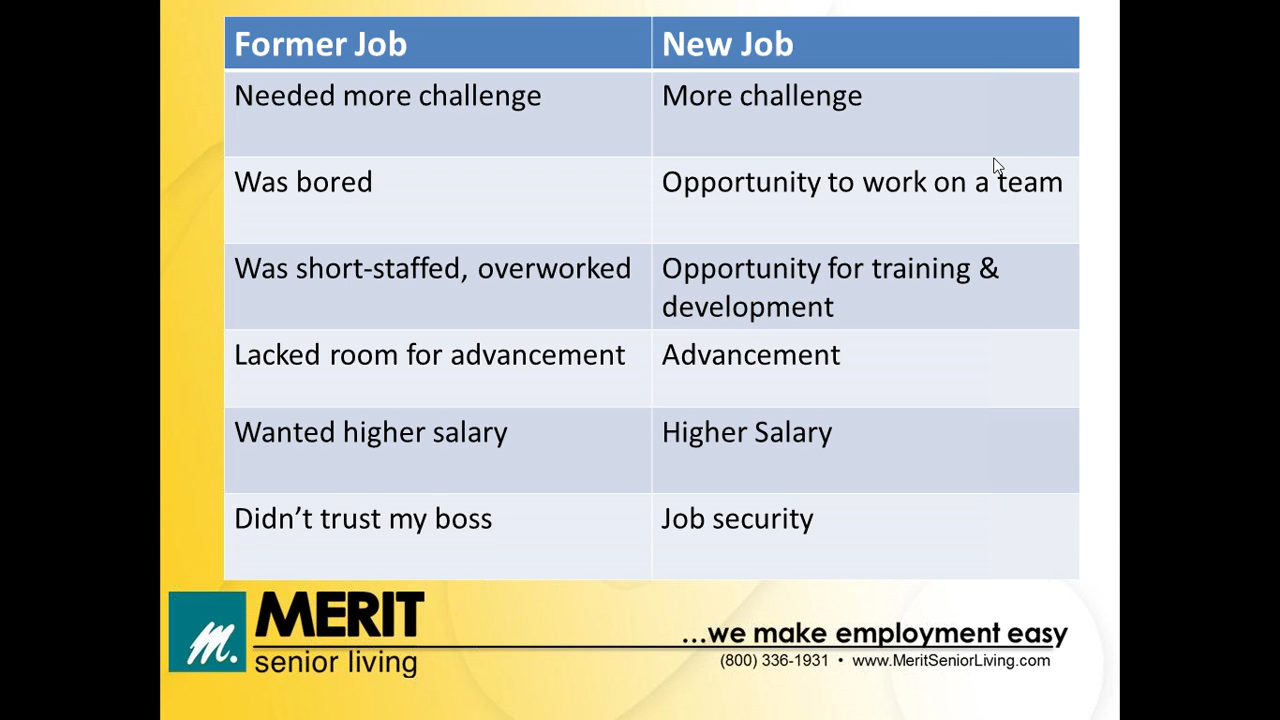 Former Job
New Job
Needed more challenge
More challenge
Was bored
Opportunity to work on a team
Was short-staffed, overworked
Opportunity for training &
development
Lacked room for advancement
Advancement
Wanted higher salary
Higher Salary
Didn’t trust my boss
Job security
m.
MERIT
senior living
...we make employment easy
(800) 336-1931 • www.MeritSeniorLiving.com